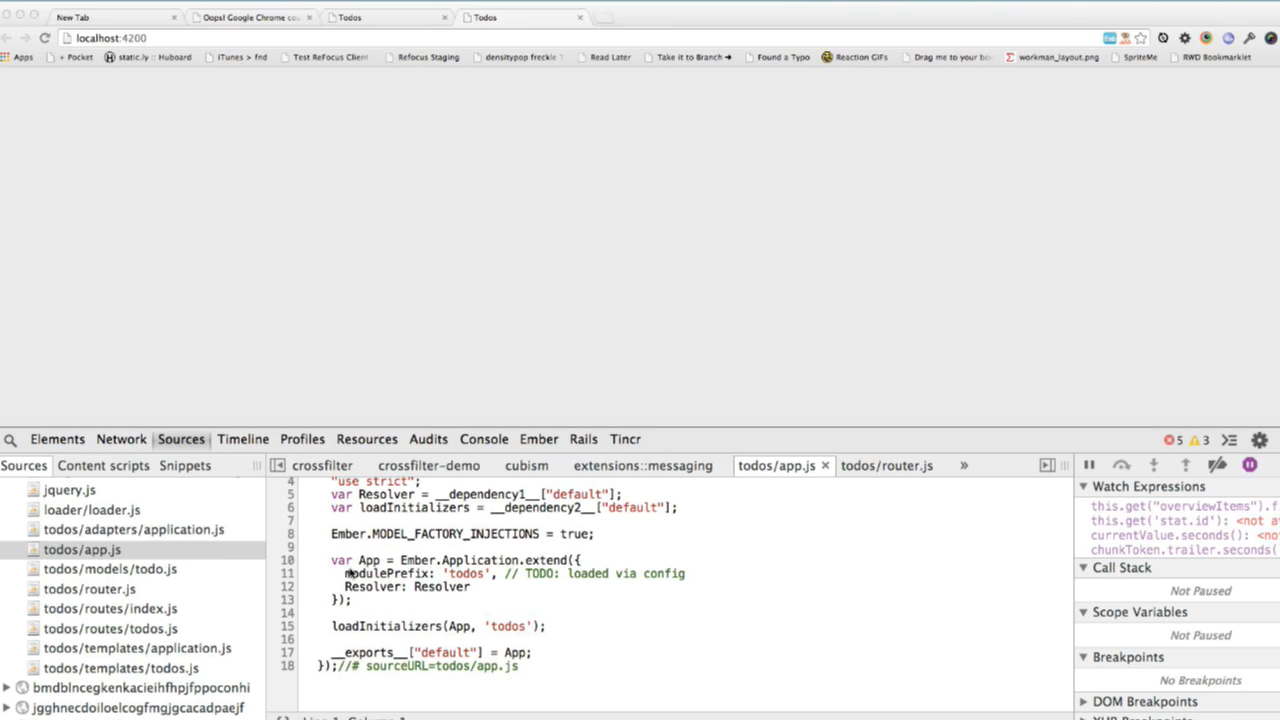 New Tab
Oops! Google Chrome co
Todos
Todos
localhost:4200
Apps
+ Pocket
static.ly :: Huboard
iTunes > fnd
Test ReFocus Client
Refocus Staging
densitypop freckle
Read Later
Take it to Branch →
Found a Typo
Reaction GIFs
Drag me to your bo
workman_layout.png
SpriteMe
RWD Bookmarklet
Elements Network Sources Timeline Profiles Resources Audits Console Ember Rails Tincr
5 3
Sources Content scripts Snippets
crossfilter crossfilter-demo cubism extensions::messaging todos/app.js × todos/router.js »
jquery.js
loader/loader.js
todos/adapters/application.js
todos/app.js
todos/models/todo.js
todos/router.js
todos/routes/index.js
todos/routes/todos.js
todos/templates/application.js
todos/templates/todos.js
bmdblncegkenkacieihfhpjfppoconhi
jgghnecdoiloelcogfmgjgcacadpaejf
4 "use strict";
5 var Resolver = __dependency1__["default"];
6 var loadInitializers = __dependency2__["default"];
7
8 Ember.MODEL_FACTORY_INJECTIONS = true;
9
10 var App = Ember.Application.extend({
11 modulePrefix: 'todos', // TODO: loaded via config
12 Resolver: Resolver
13 });
14
15 loadInitializers(App, 'todos');
16
17 __exports__["default"] = App;
18 });//# sourceURL=todos/app.js
Watch Expressions
this.get("overviewItems").f
this.get('stat.id'): <not av
currentValue.seconds(): <not
chunkToken.trailer.seconds(
Call Stack
Not Paused
Scope Variables
Not Paused
Breakpoints
No Breakpoints
DOM Breakpoints